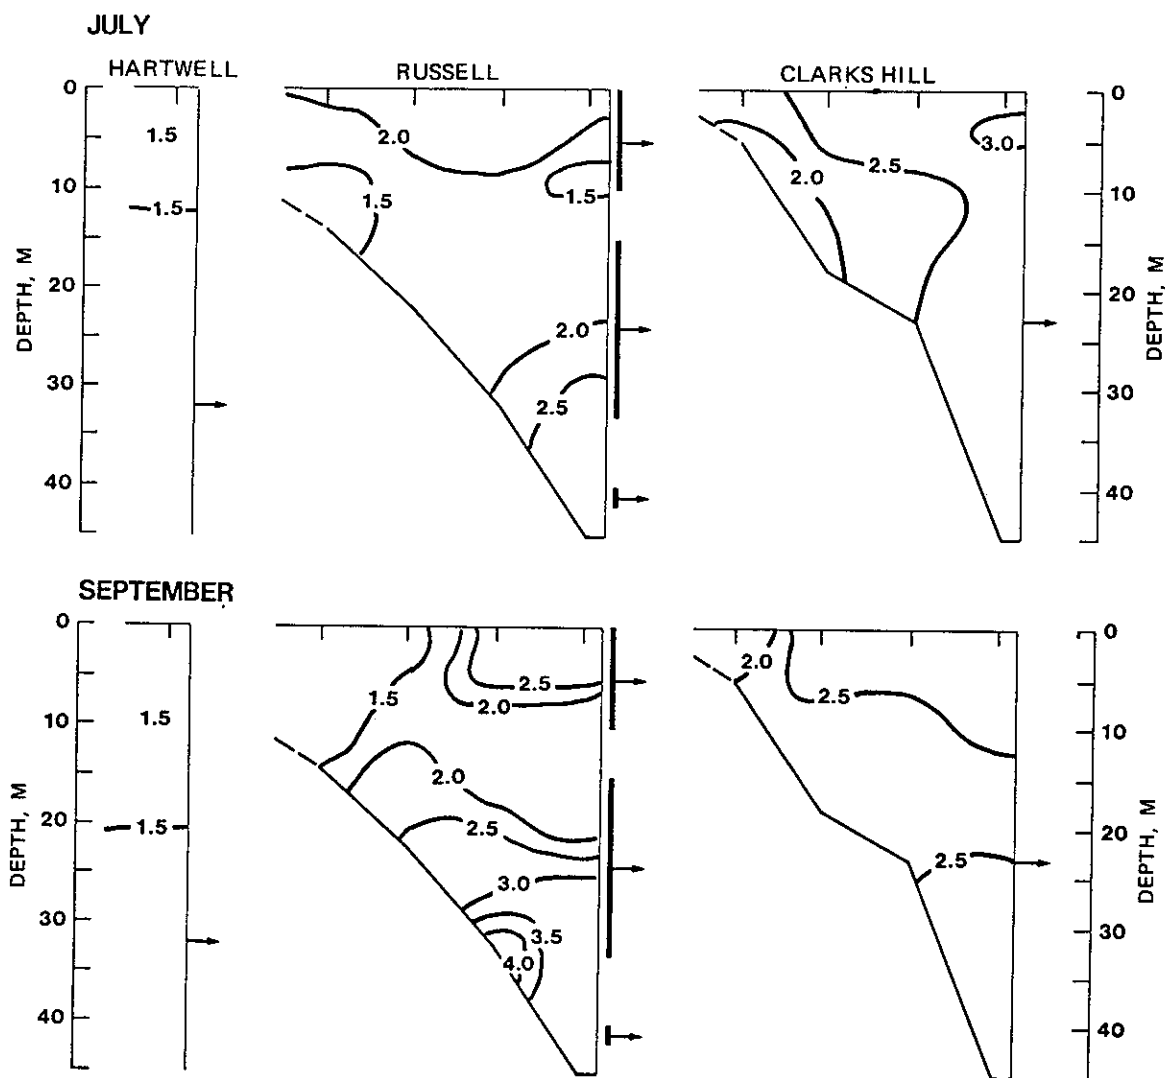 JULY
HARTWELL RUSSELL CLARKS HILL
0 0
1.5 2.0 3.0
2.5
2.0
10 1.5 1.5 10
1.5
DEPTH, M 20 20 DEPTH, M
2.0
30 2.5 30
40 40
SEPTEMBER
0 0
2.0
1.5 2.5
2.5
2.0
10 1.5 10
2.0
20 1.5 2.5 20
DEPTH, M DEPTH, M
2.5
3.0
30 30
3.5
4.0
40 40